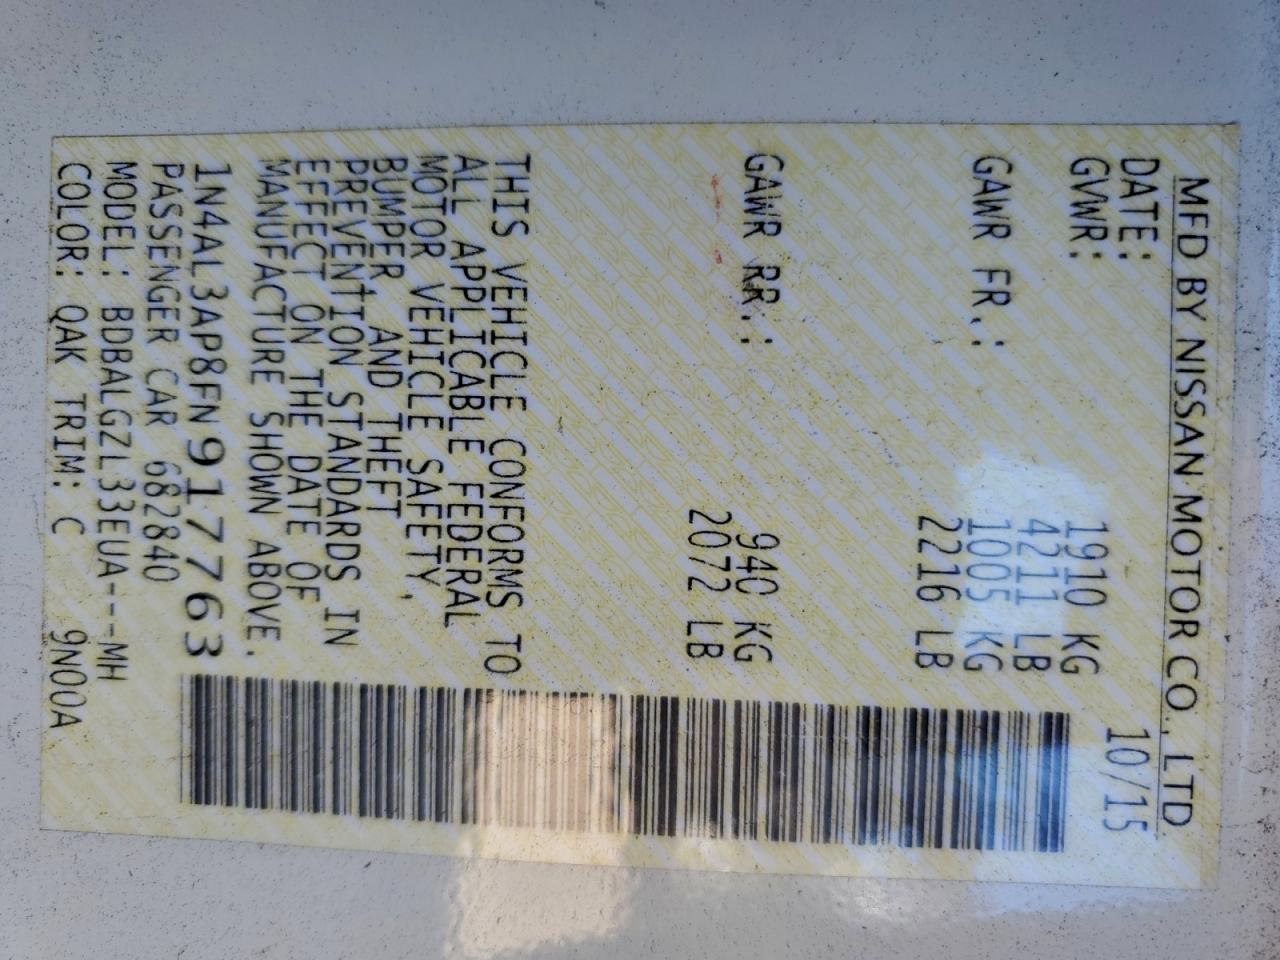 MFD BY NISSAN MOTOR CO., LTD.
DATE: 10/15
GVWR: 1910 KG
4211 LB
GAWR FR.: 1005 KG
2216 LB
GAWR RR.: 940 KG
2072 LB
THIS VEHICLE CONFORMS TO
ALL APPLICABLE FEDERAL
MOTOR VEHICLE SAFETY,
BUMPER, AND THEFT
PREVENTION STANDARDS IN
EFFECT ON THE DATE OF
MANUFACTURE SHOWN ABOVE.
1N4AL3AP8FN917763
PASSENGER CAR 682840
MODEL: BDBALGZL33EUA---MH
COLOR: QAK TRIM: C 9N00A